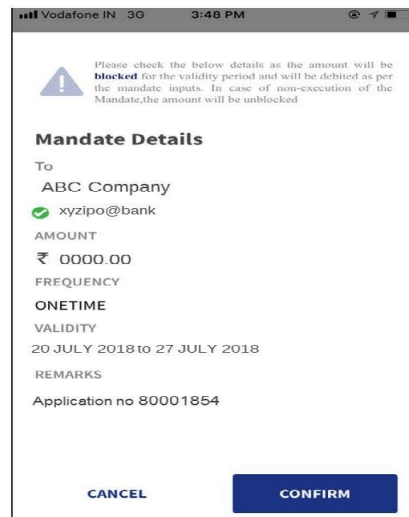 Vodafone IN 3G 3:48 PM
Please check the below details as the amount will be
blocked for the validity period and will be debited as per
the mandate inputs. In case of non-execution of the
Mandate,the amount will be unblocked
Mandate Details
To
ABC Company
xyzipo@bank
AMOUNT
₹ 0000.00
FREQUENCY
ONETIME
VALIDITY
20 JULY 2018 to 27 JULY 2018
REMARKS
Application no 80001854
CANCEL CONFIRM